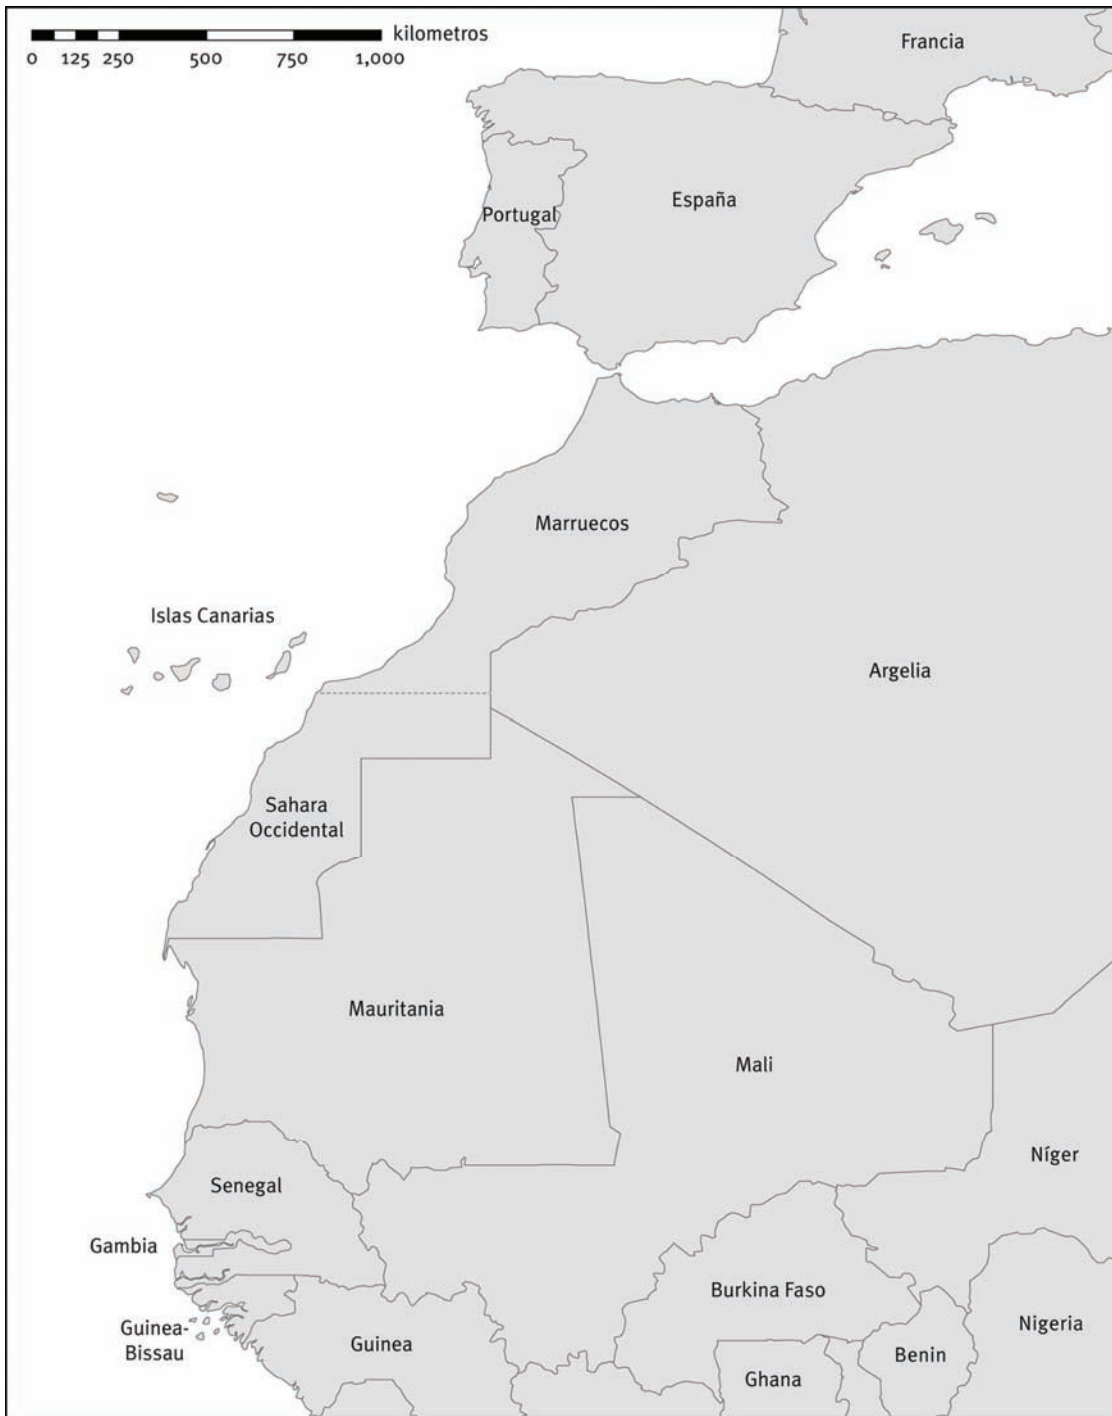 kilometros
0 125 250 500 750 1,000
Francia
España
Portugal
Marruecos
Islas Canarias
Argelia
Sahara
Occidental
Mauritania
Mali
Níger
Senegal
Gambia
Burkina Faso
Guinea-
Bissau
Guinea
Nigeria
Benin
Ghana